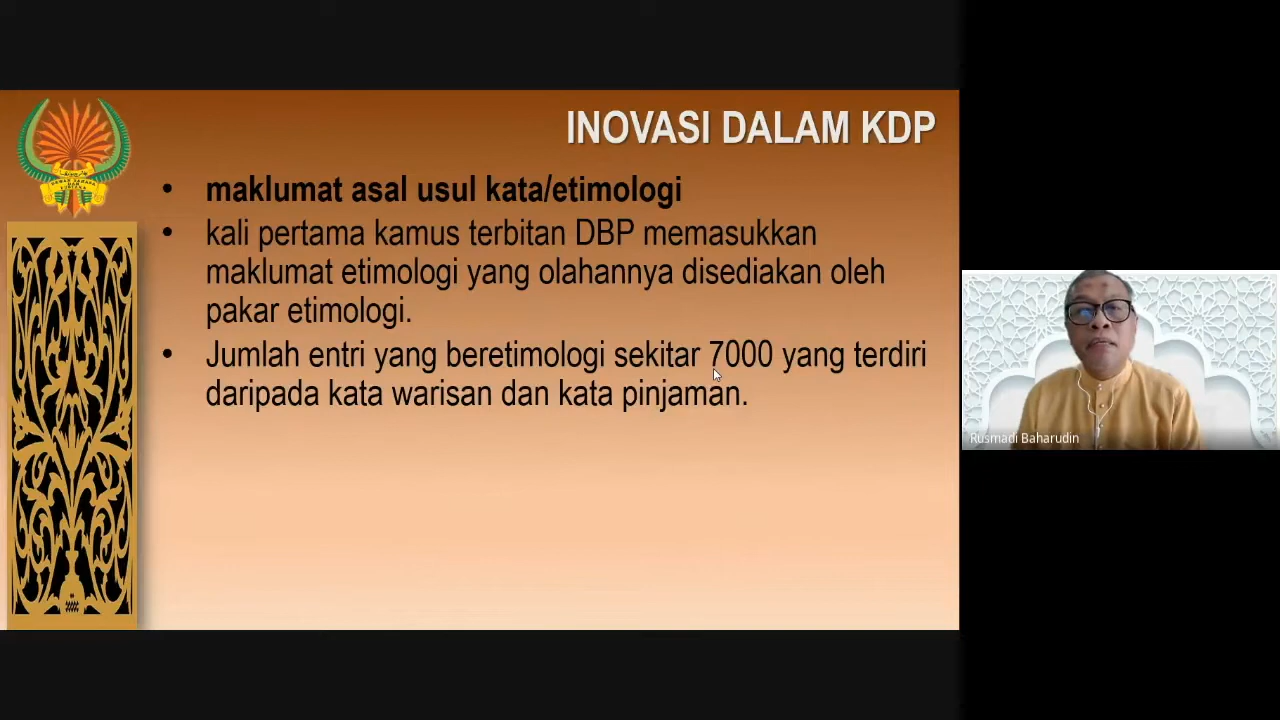 INOVASI DALAM KDP
• maklumat asal usul kata/etimologi
• kali pertama kamus terbitan DBP memasukkan
maklumat etimologi yang olahannya disediakan oleh
pakar etimologi.
• Jumlah entri yang beretimologi sekitar 7000 yang terdiri
daripada kata warisan dan kata pinjaman.
Rusmadi Baharudin